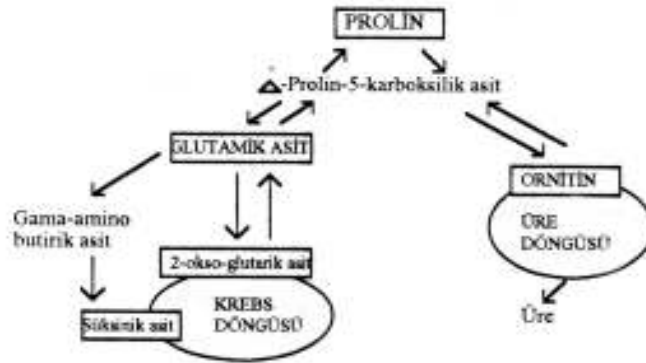 PROLİN
Δ-Prolin-5-karboksilik asit
GLUTAMİK ASİT
ORNİTİN
Gama-amino
butirik asit
ÜRE
DÖNGÜSÜ
2-okso-glutarik asit
KREBS
DÖNGÜSÜ
Süksinik asit
Üre